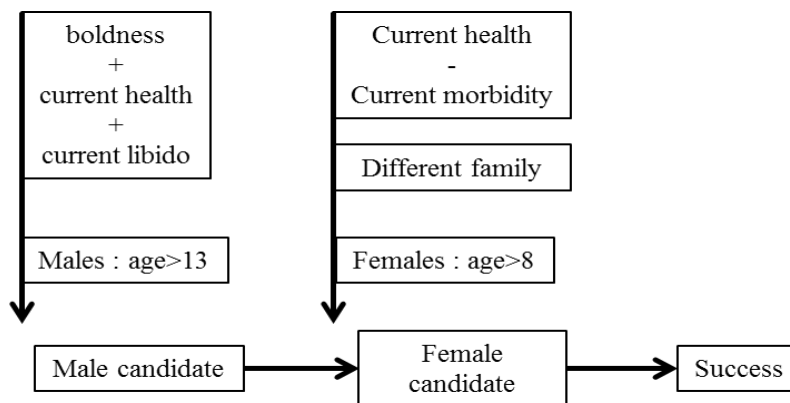 boldness
+
current health
+
current libido
Males : age>13
Male candidate
Current health
-
Current morbidity
Different family
Females : age>8
Female
candidate
Success